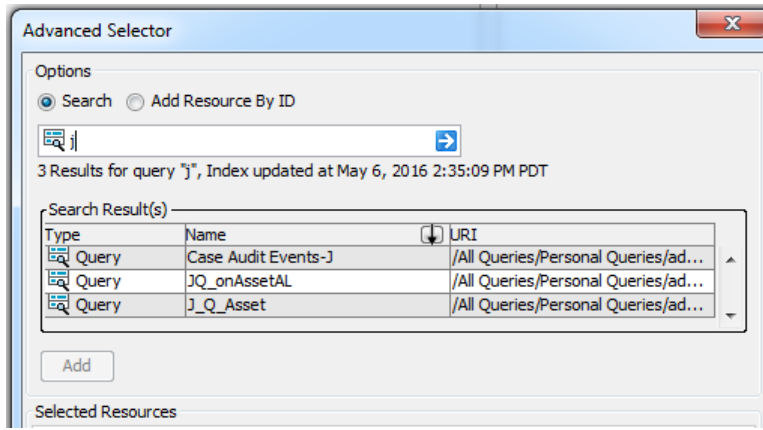 Advanced Selector
Options
Search Add Resource By ID
j
3 Results for query "j", Index updated at May 6, 2016 2:35:09 PM PDT
Search Result(s)
Type Name URI
Query Case Audit Events-J /All Queries/Personal Queries/ad...
Query JQ_onAssetAL /All Queries/Personal Queries/ad...
Query J_Q_Asset /All Queries/Personal Queries/ad...
Add
Selected Resources